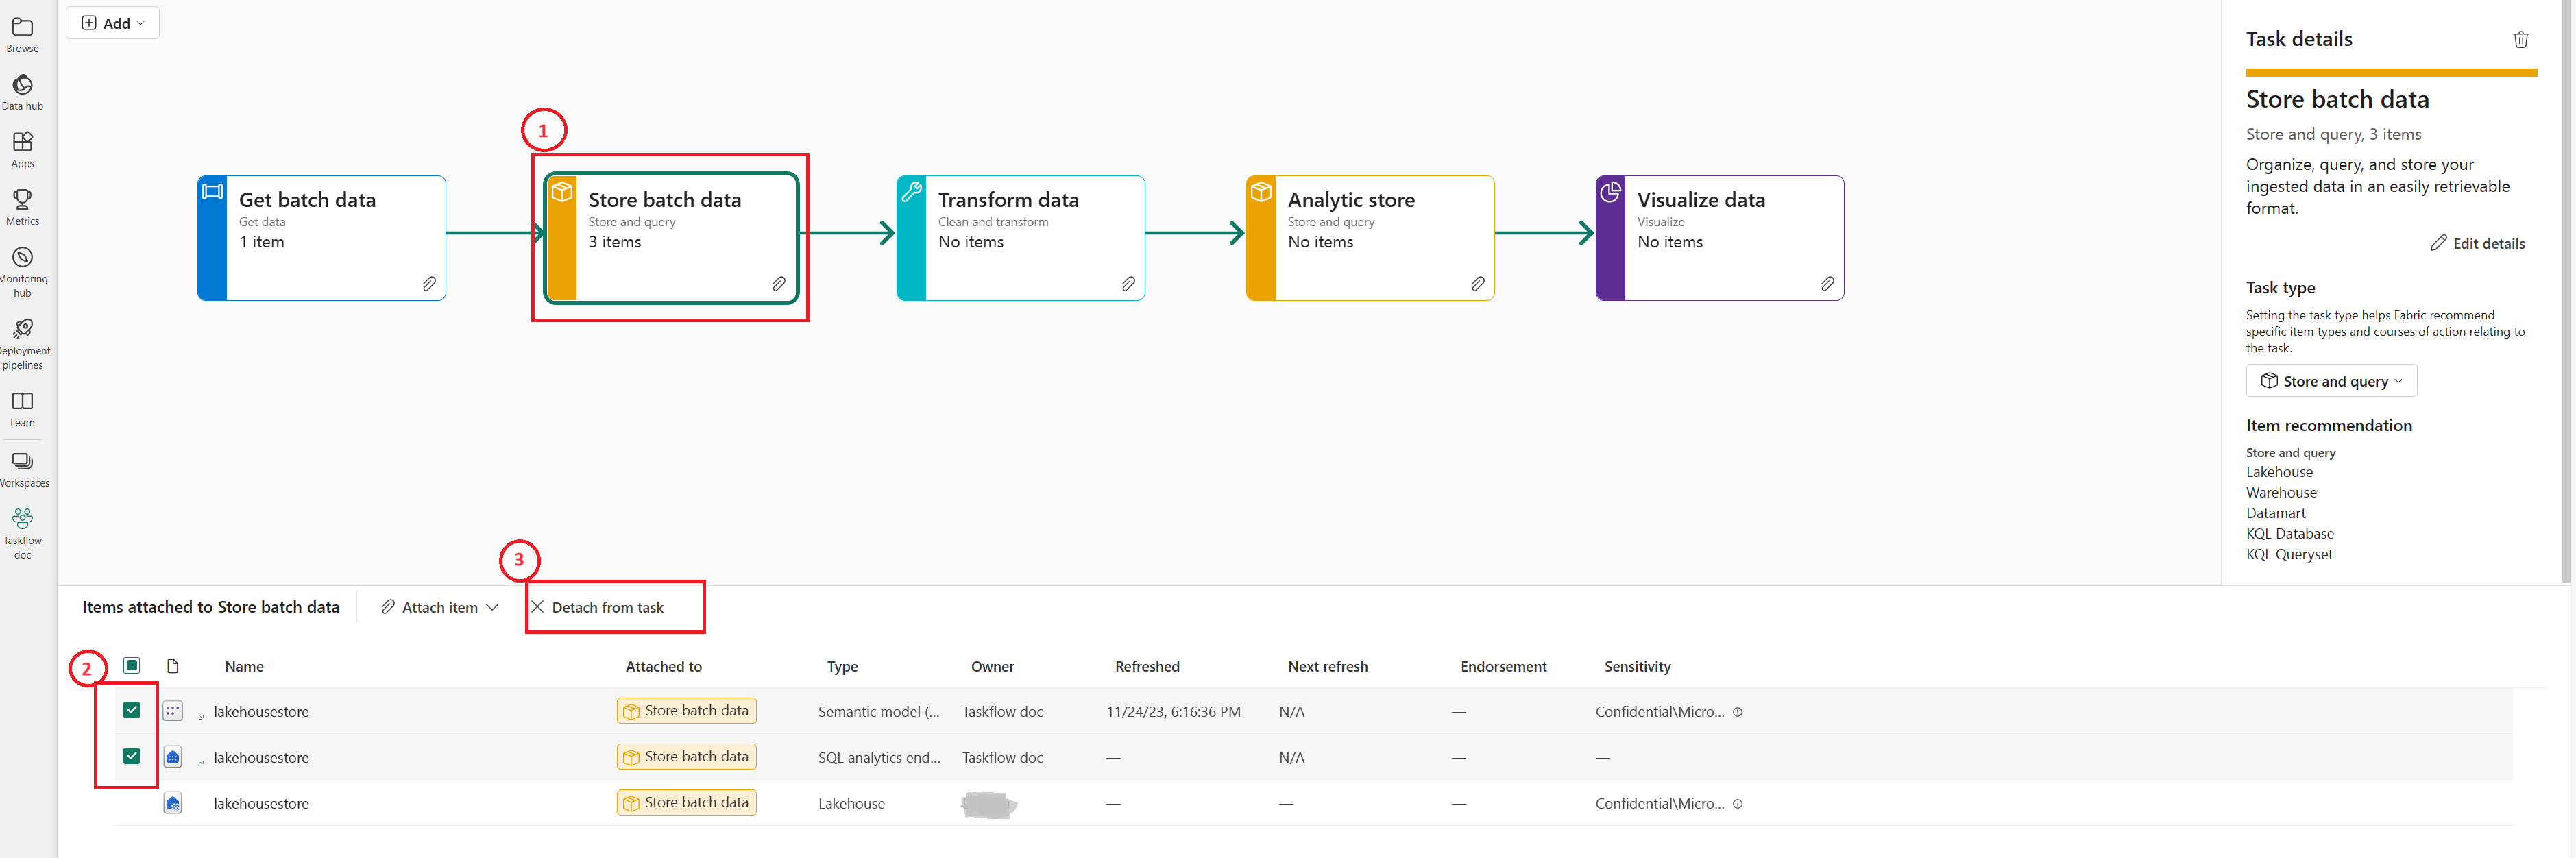 Browse
Data hub
Apps
Metrics
Monitoring
hub
Deployment
pipelines
Learn
Workspaces
Taskflow
doc
Add
1
Get batch data
Get data
1 item
Store batch data
Store and query
3 items
Transform data
Clean and transform
No items
Analytic store
Store and query
No items
Visualize data
Visualize
No items
Task details
Store batch data
Store and query, 3 items
Organize, query, and store your
ingested data in an easily retrievable
format.
Edit details
Task type
Setting the task type helps Fabric recommend
specific item types and courses of action relating to
the task.
Store and query
Item recommendation
Store and query
Lakehouse
Warehouse
Datamart
KQL Database
KQL Queryset
3
Items attached to Store batch data Attach item Detach from task
2
Name Attached to Type Owner Refreshed Next refresh Endorsement Sensitivity
lakehousestore Store batch data Semantic model (... Taskflow doc 11/24/23, 6:16:36 PM N/A — Confidential\Micro...
lakehousestore Store batch data SQL analytics end... Taskflow doc — N/A — —
lakehousestore Store batch data Lakehouse — — — Confidential\Micro...